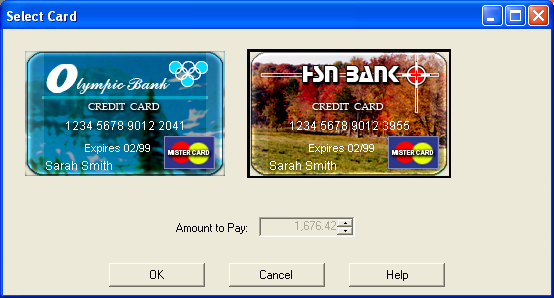 Select Card
Olympic Bank
CREDIT CARD
1234 5678 9012 2041
Expires 02/99
Sarah Smith
MISTER CARD
HSN BANK
CREDIT CARD
1234 5678 9012 3955
Expires 02/99
Sarah Smith
MISTER CARD
Amount to Pay: 1,676.42
OK Cancel Help